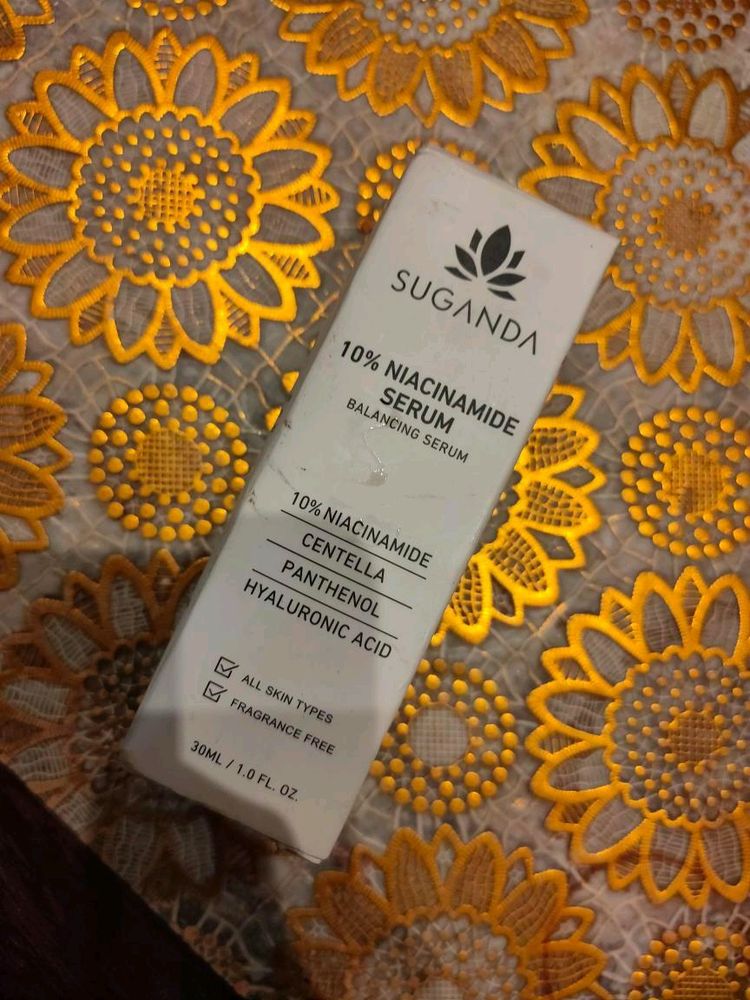 SUGANDA
10% NIACINAMIDE
SERUM
BALANCING SERUM
10% NIACINAMIDE
CENTELLA
PANTHENOL
HYALURONIC ACID
ALL SKIN TYPES
FRAGRANCE FREE
30ML / 1.0 FL. OZ.